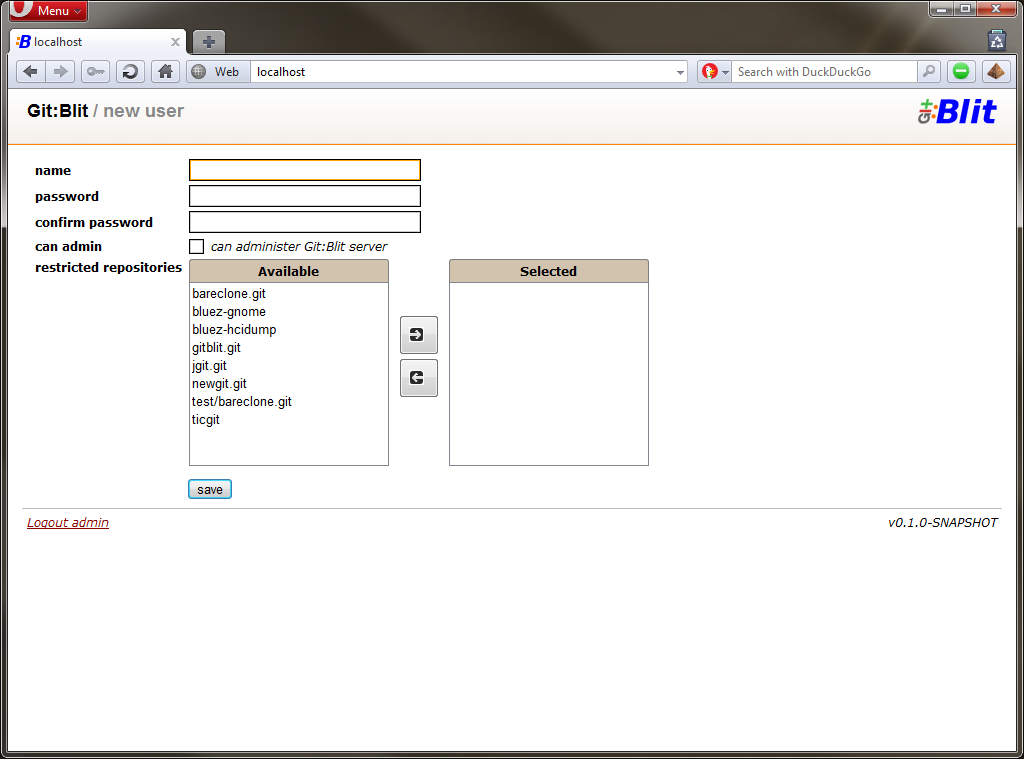 Menu
localhost
Web
localhost
Search with DuckDuckGo
Git:Blit / new user
Git:Blit
name
password
confirm password
can admin
can administer Git:Blit server
restricted repositories
Available
Selected
bareclone.git
bluez-gnome
bluez-hcidump
gitblit.git
jgit.git
newgit.git
test/bareclone.git
ticgit
save
Logout admin
v0.1.0-SNAPSHOT